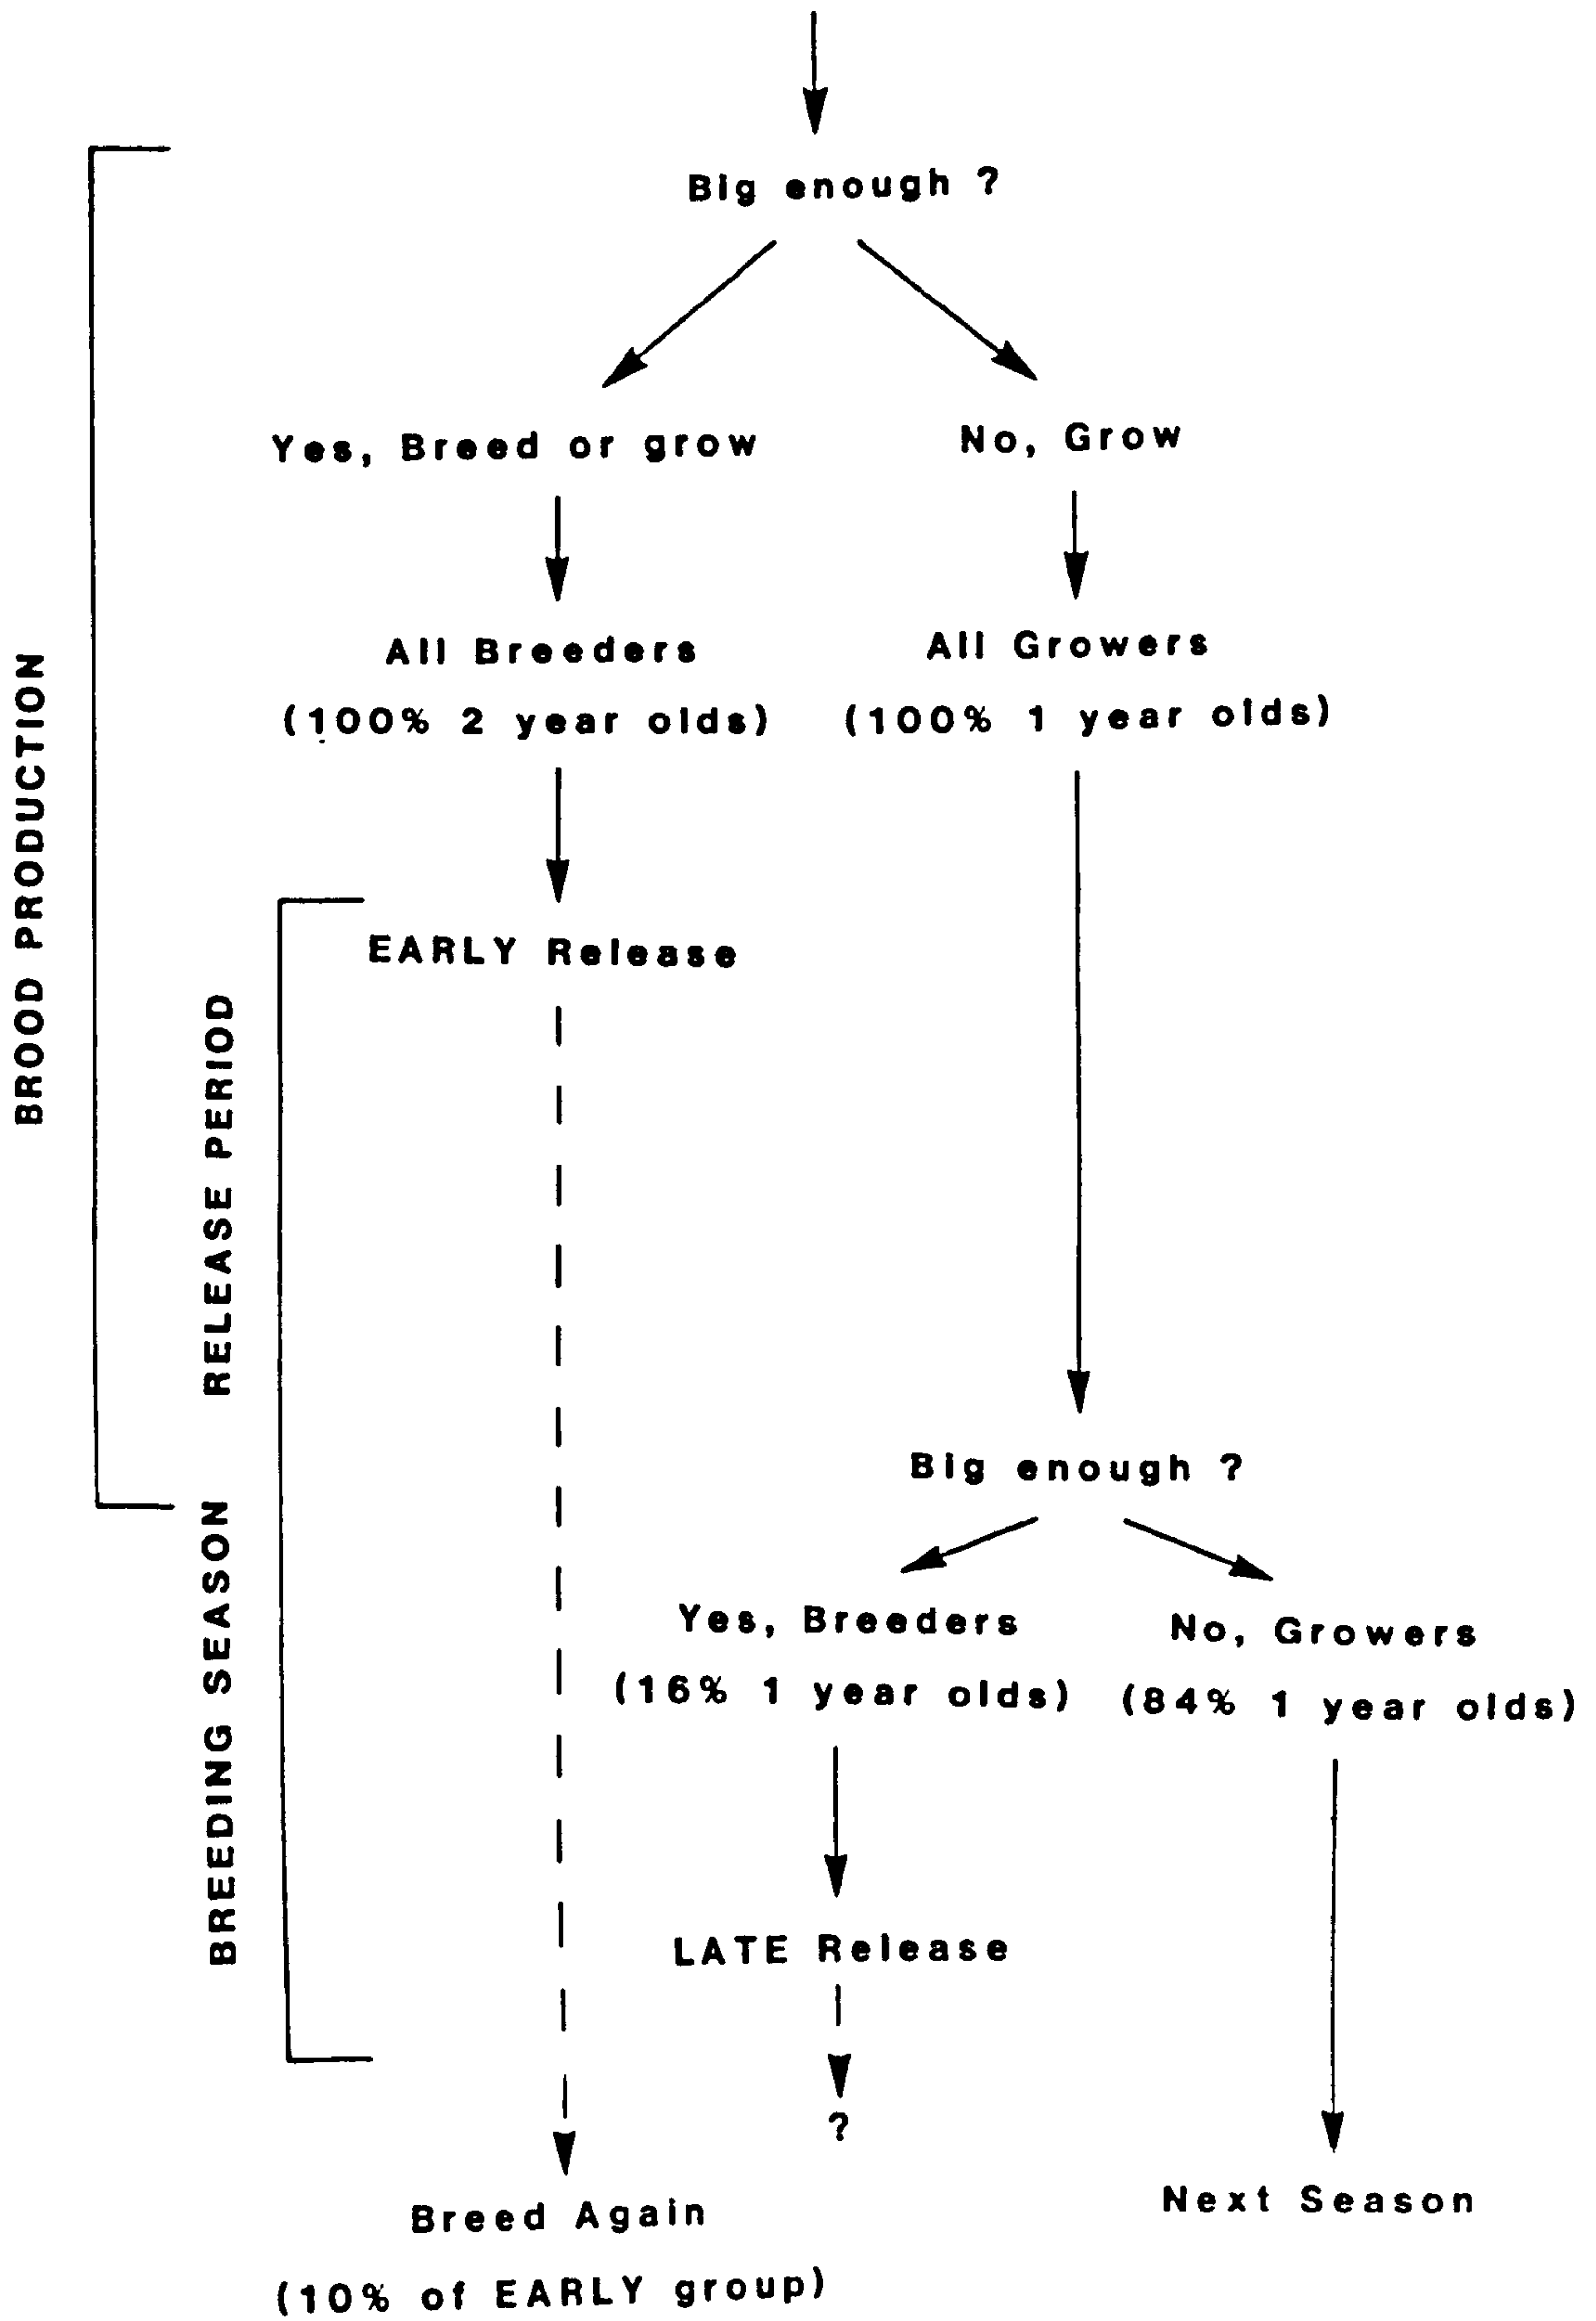 Big enough ?
Yes, Breed or grow
No, Grow
All Breeders
(100% 2 year olds)
All Growers
(100% 1 year olds)
BROOD PRODUCTION
EARLY Release
BREEDING SEASON RELEASE PERIOD
Big enough ?
Yes, Breeders
(16% 1 year olds)
No, Growers
(84% 1 year olds)
LATE Release
?
Breed Again
(10% of EARLY group)
Next Season